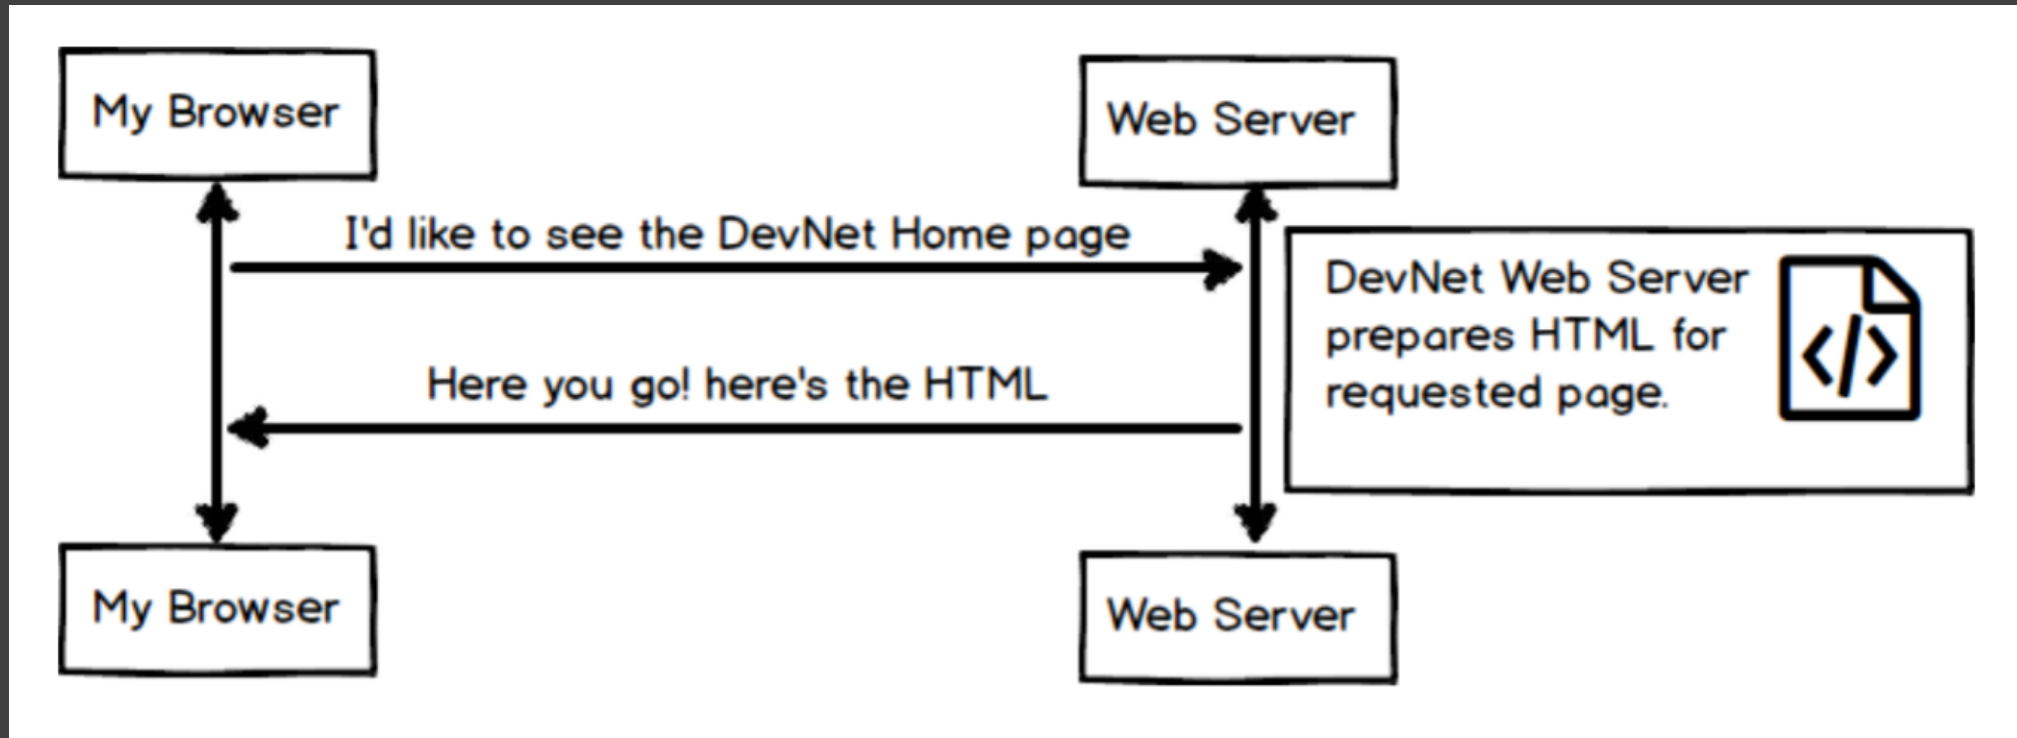 My Browser
Web Server
I'd like to see the DevNet Home page
DevNet Web Server
prepares HTML for
requested page.
</>
Here you go! here's the HTML
My Browser
Web Server